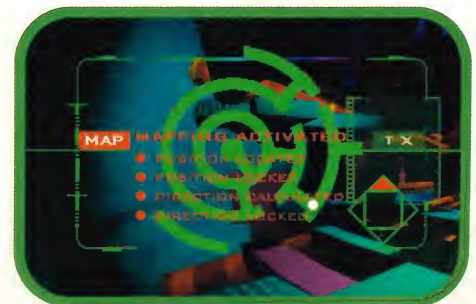 MAP MAPPING ACTIVATED TX
POSITION LOCATED
POSITION LOCKED
DIRECTION CALCULATED
DIRECTION LOCKED